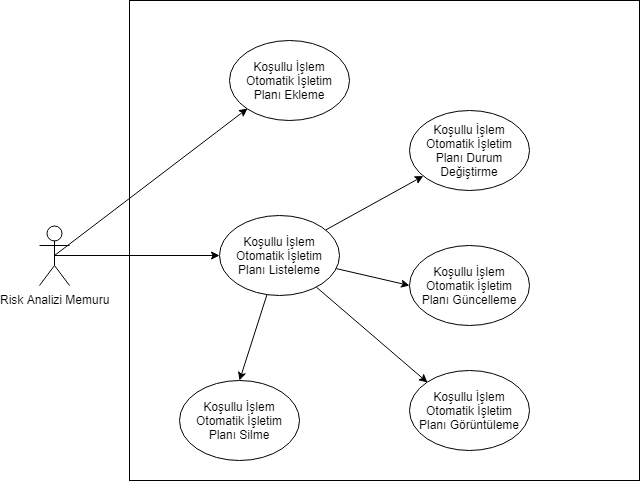 Koşullu İşlem
Otomatik İşletim
Planı Ekleme
Koşullu İşlem
Otomatik İşletim
Planı Durum
Değiştirme
Koşullu İşlem
Otomatik İşletim
Planı Listeleme
Koşullu İşlem
Otomatik İşletim
Planı Güncelleme
Risk Analizi Memuru
Koşullu İşlem
Otomatik İşletim
Planı Silme
Koşullu İşlem
Otomatik İşletim
Planı Görüntüleme